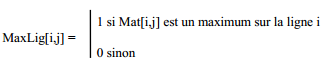 1 si Mat[i,j] est un maximum sur la ligne i
MaxLig[i,j] =
0 sinon